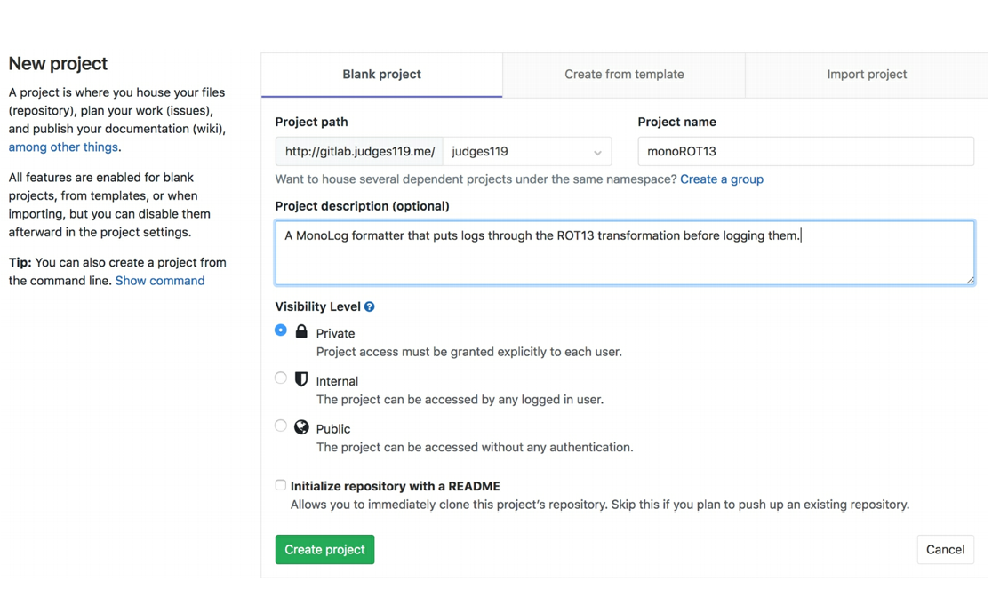 New project
A project is where you house your files
(repository), plan your work (issues),
and publish your documentation (wiki),
among other things.
All features are enabled for blank
projects, from templates, or when
importing, but you can disable them
afterward in the project settings.
Tip: You can also create a project from
the command line. Show command
Blank project
Create from template
Import project
Project path
http://gitlab.judges119.me/
judges119
Project name
monoROT13
Want to house several dependent projects under the same namespace? Create a group
Project description (optional)
A MonoLog formatter that puts logs through the ROT13 transformation before logging them.
Visibility Level ?
Private
Project access must be granted explicitly to each user.
Internal
The project can be accessed by any logged in user.
Public
The project can be accessed without any authentication.
Initialize repository with a README
Allows you to immediately clone this project's repository. Skip this if you plan to push up an existing repository.
Create project
Cancel